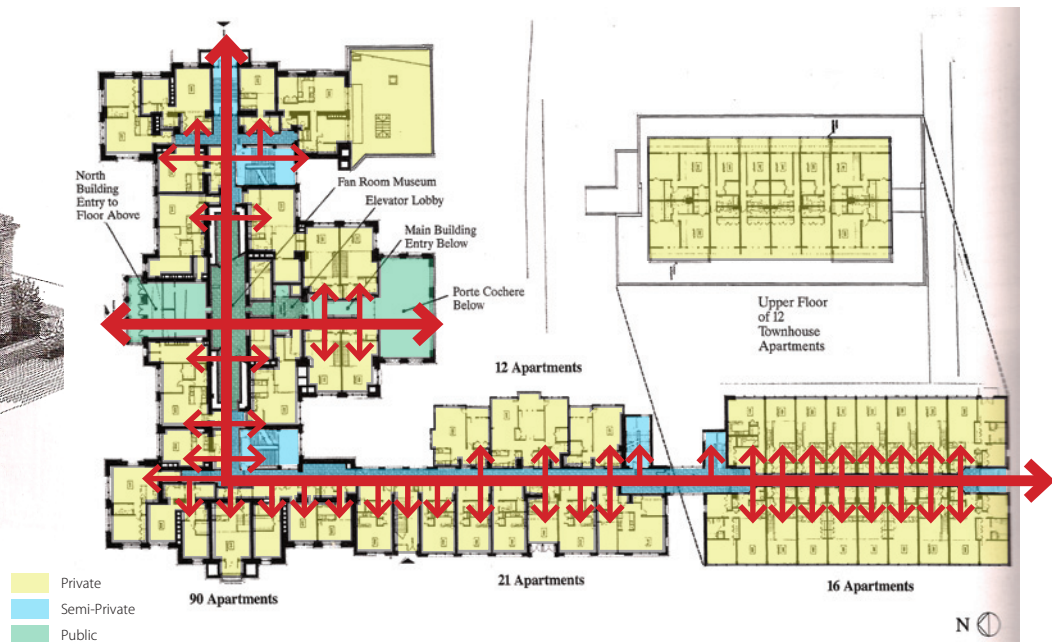 North
Building
Entry to
Floor Above
Fan Room Museum
Elevator Lobby
Main Building
Entry Below
Porte Cochere
Below
Upper Floor
of 12
Townhouse
Apartments
12 Apartments
21 Apartments
16 Apartments
90 Apartments
Private
Semi-Private
Public
N